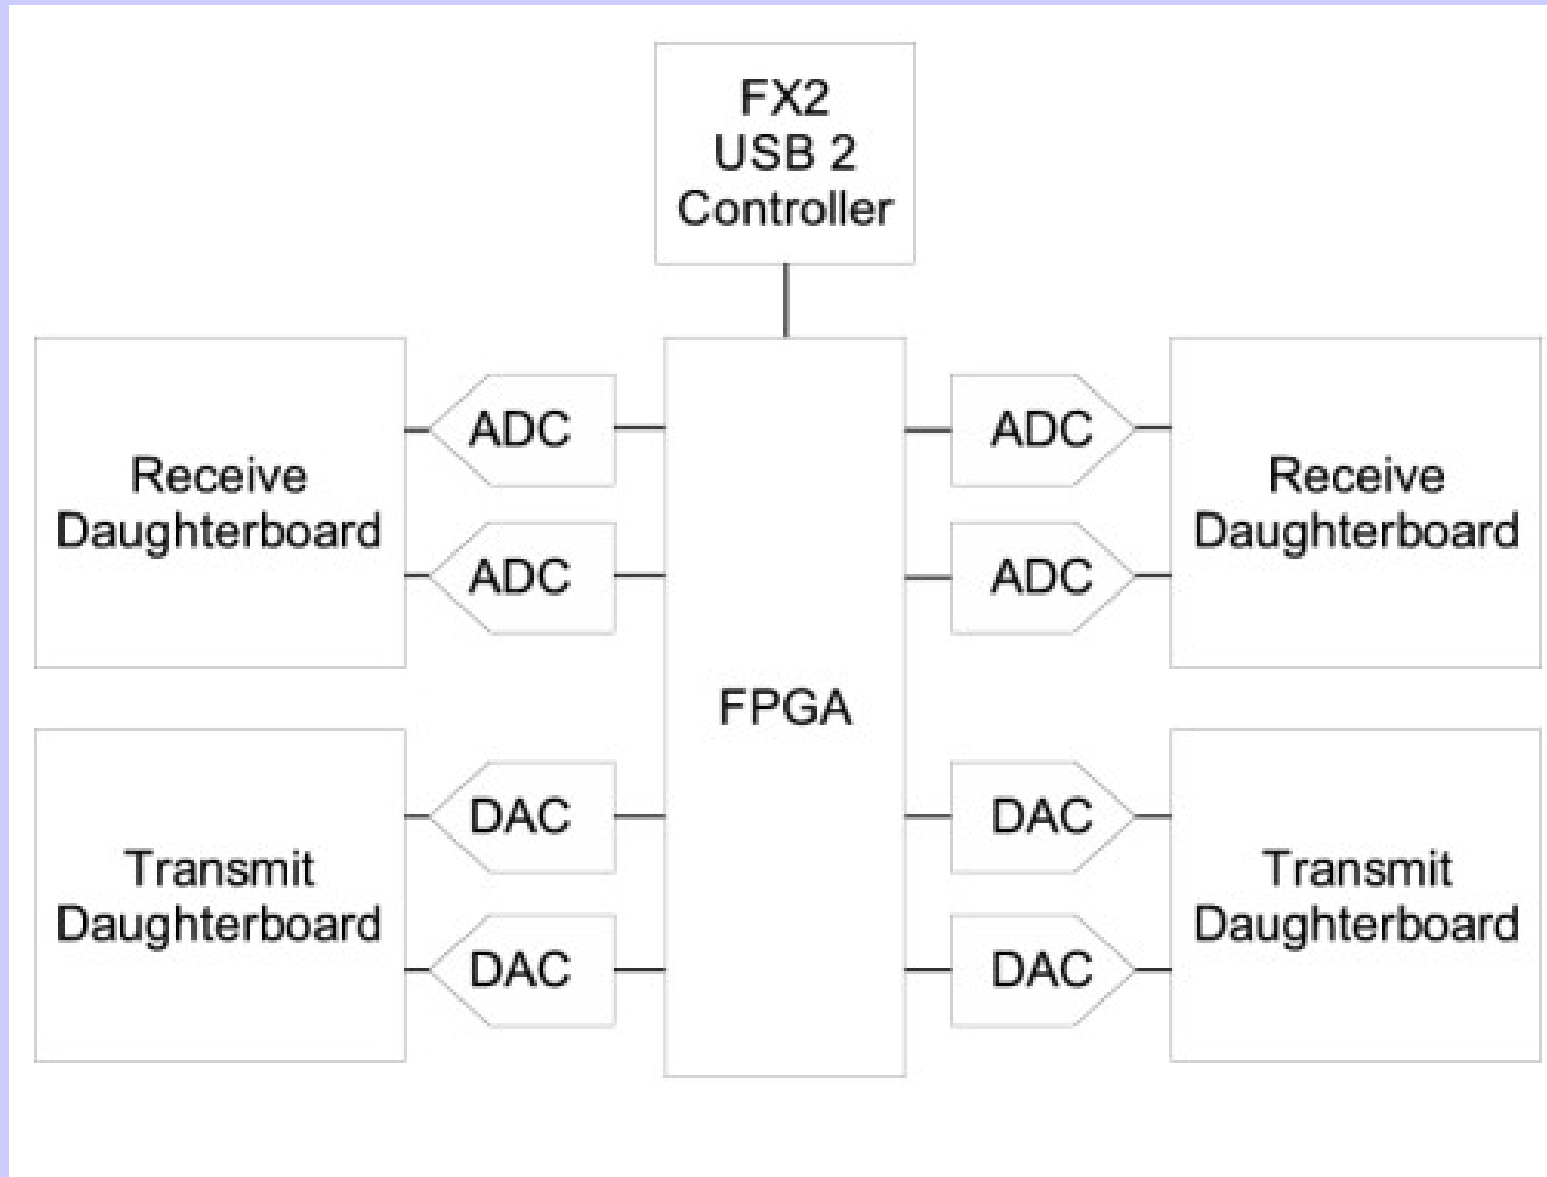 FX2
USB 2
Controller
ADC
ADC
Receive
Daughterboard
ADC
ADC
Receive
Daughterboard
FPGA
DAC
DAC
Transmit
Daughterboard
DAC
DAC
Transmit
Daughterboard